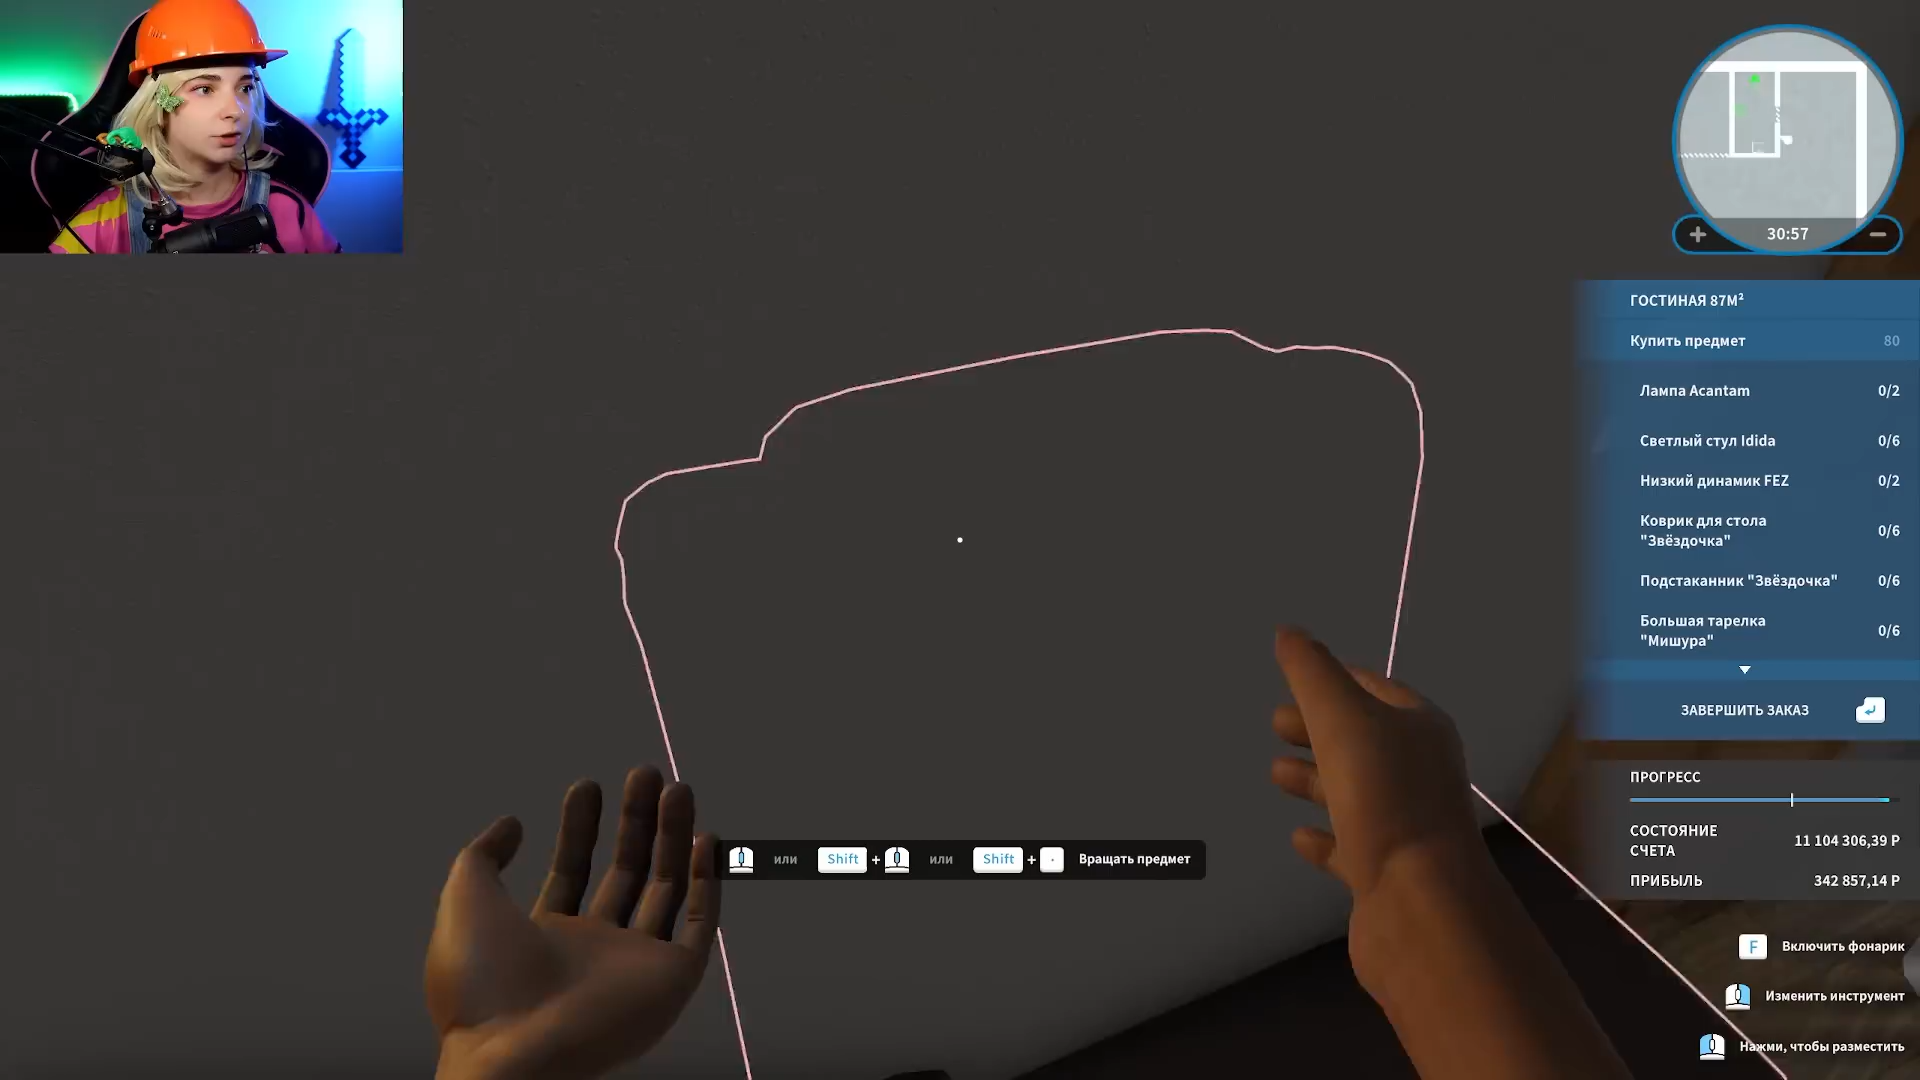 30:57
ГОСТИНАЯ 87М²
Купить предмет 80
Лампа Acantam 0/2
Светлый стул Idida 0/6
Низкий динамик FEZ 0/2
Коврик для стола
"Звёздочка" 0/6
Подстаканник "Звёздочка" 0/6
Большая тарелка
"Мишура" 0/6
ЗАВЕРШИТЬ ЗАКАЗ
ПРОГРЕСС
СОСТОЯНИЕ
СЧЕТА 11 104 306,39 Р
ПРИБЫЛЬ 342 857,14 Р
или Shift + или Shift + . Вращать предмет
F Включить фонарик
Изменить инструмент
Нажми, чтобы разместить